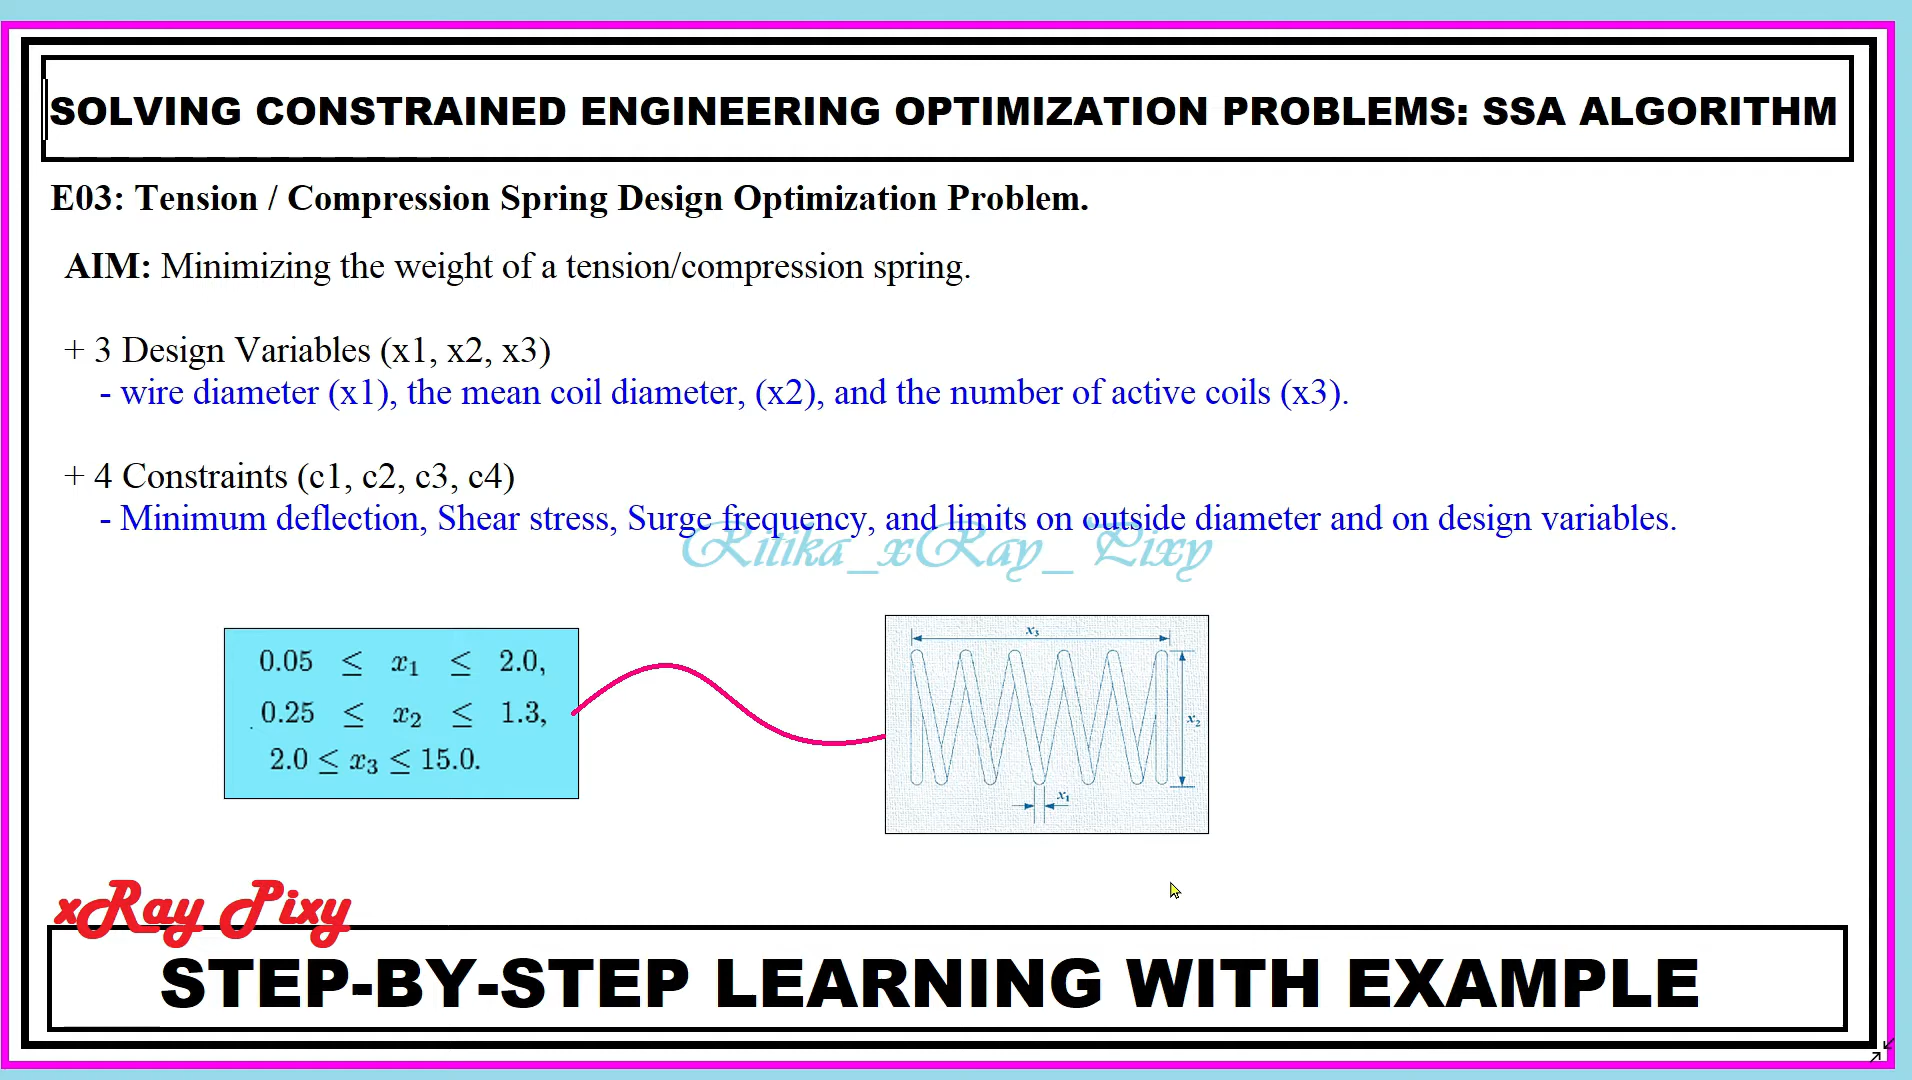 SOLVING CONSTRAINED ENGINEERING OPTIMIZATION PROBLEMS: SSA ALGORITHM
E03: Tension / Compression Spring Design Optimization Problem.
AIM: Minimizing the weight of a tension/compression spring.
+ 3 Design Variables (x1, x2, x3)
- wire diameter (x1), the mean coil diameter, (x2), and the number of active coils (x3).
+ 4 Constraints (c1, c2, c3, c4)
- Minimum deflection, Shear stress, Surge frequency, and limits on outside diameter and on design variables.
Ritika_xRay_Pixy
0.05 ≤ x₁ ≤ 2.0,
0.25 ≤ x₂ ≤ 1.3,
2.0 ≤ x₃ ≤ 15.0.
x₃
x₂
x₁
xRay Pixy
STEP-BY-STEP LEARNING WITH EXAMPLE